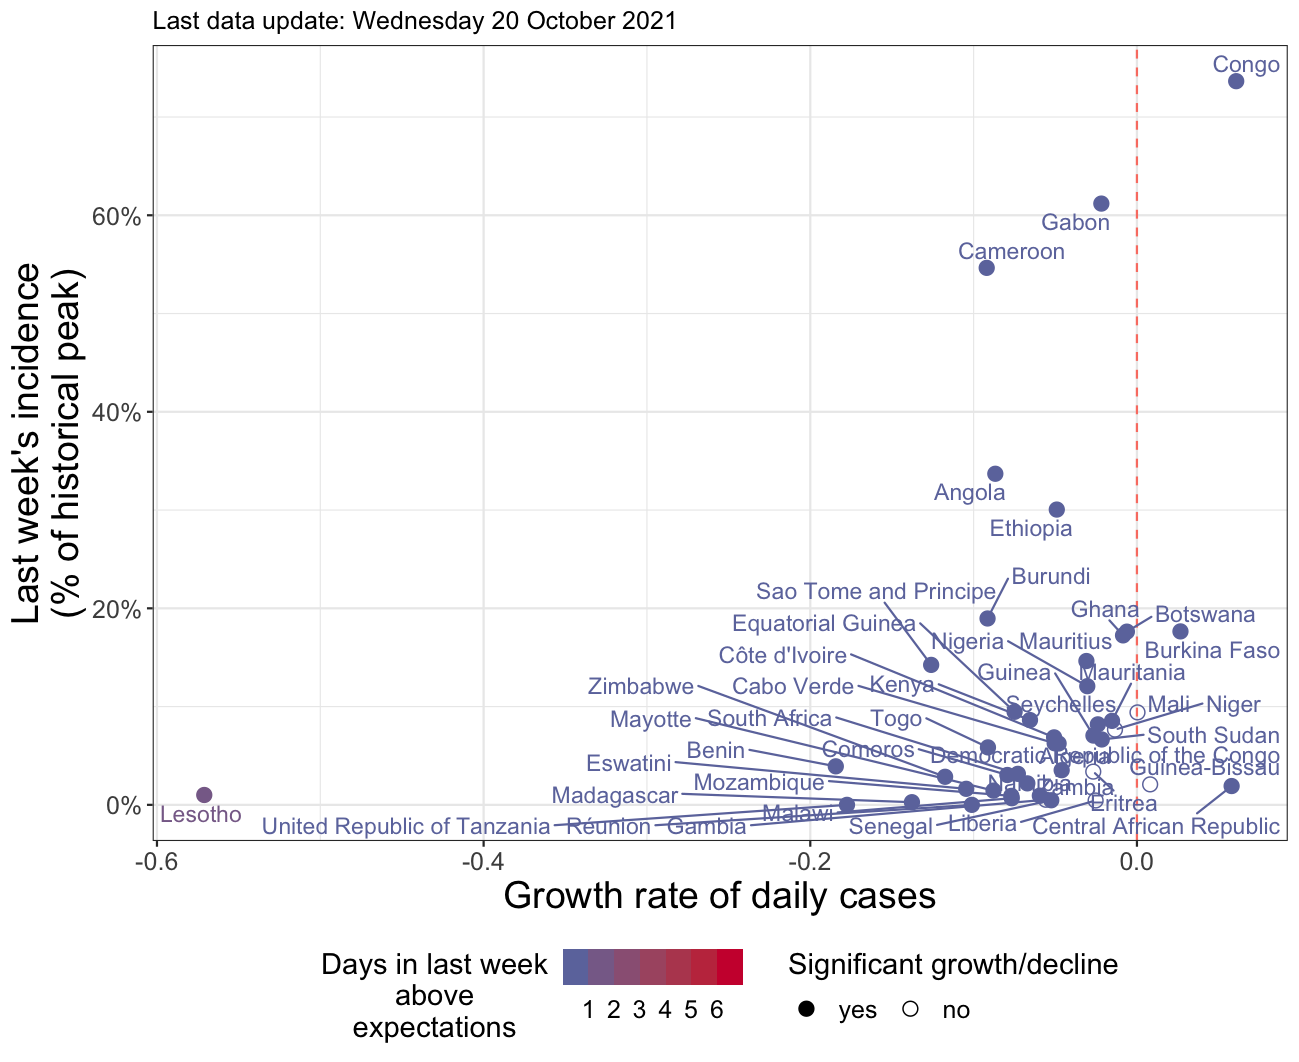 Last data update: Wednesday 20 October 2021
Last week's incidence
(% of historical peak)
60%
40%
20%
0%
Congo
Gabon
Cameroon
Angola
Ethiopia
Burundi
Sao Tome and Principe
Ghana
Botswana
Equatorial Guinea
Nigeria
Mauritius
Burkina Faso
Côte d'Ivoire
Guinea
Mauritania
Zimbabwe
Cabo Verde
Kenya
Seychelles
Mali
Niger
Mayotte
South Africa
Togo
South Sudan
Benin
Comoros
Democratic Republic of the Congo
Algeria
Eswatini
Guinea-Bissau
Mozambique
Namibia
Zambia
Madagascar
Eritrea
Lesotho
Malawi
United Republic of Tanzania
Réunion
Gambia
Senegal
Liberia
Central African Republic
-0.6
-0.4
-0.2
0.0
Growth rate of daily cases
Days in last week
above
expectations
1 2 3 4 5 6
Significant growth/decline
yes
no